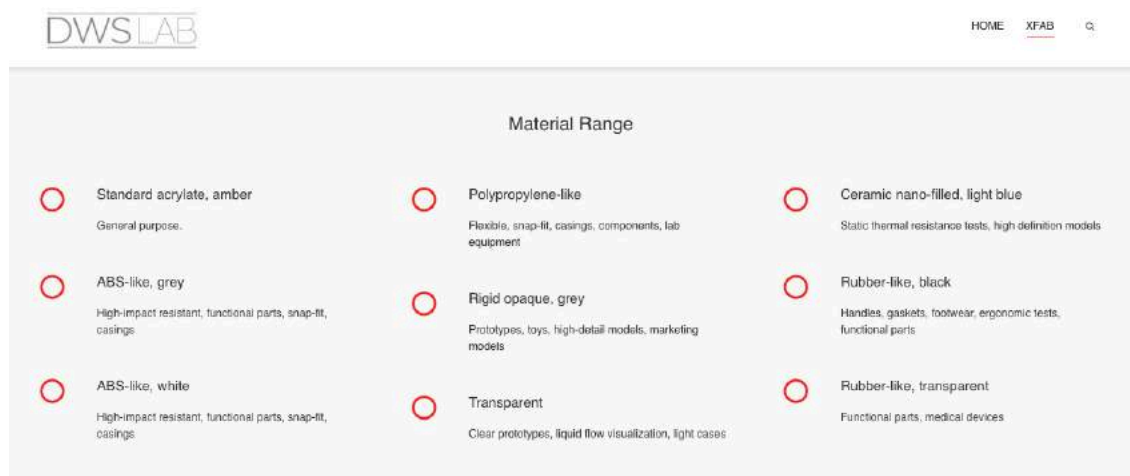 DWSLAB
HOME XFAB
Material Range
Standard acrylate, amber
General purpose.
ABS-like, grey
High-impact resistant, functional parts, snap-fit,
casings
ABS-like, white
High-impact resistant, functional parts, snap-fit,
casings
Polypropylene-like
Flexible, snap-fit, casings, components, lab
equipment
Rigid opaque, grey
Prototypes, toys, high-detail models, marketing
models
Transparent
Clear prototypes, liquid flow visualization, light cases
Ceramic nano-filled, light blue
Static thermal resistance tests, high definition models
Rubber-like, black
Handles, gaskets, footwear, ergonomic tests,
functional parts
Rubber-like, transparent
Functional parts, medical devices